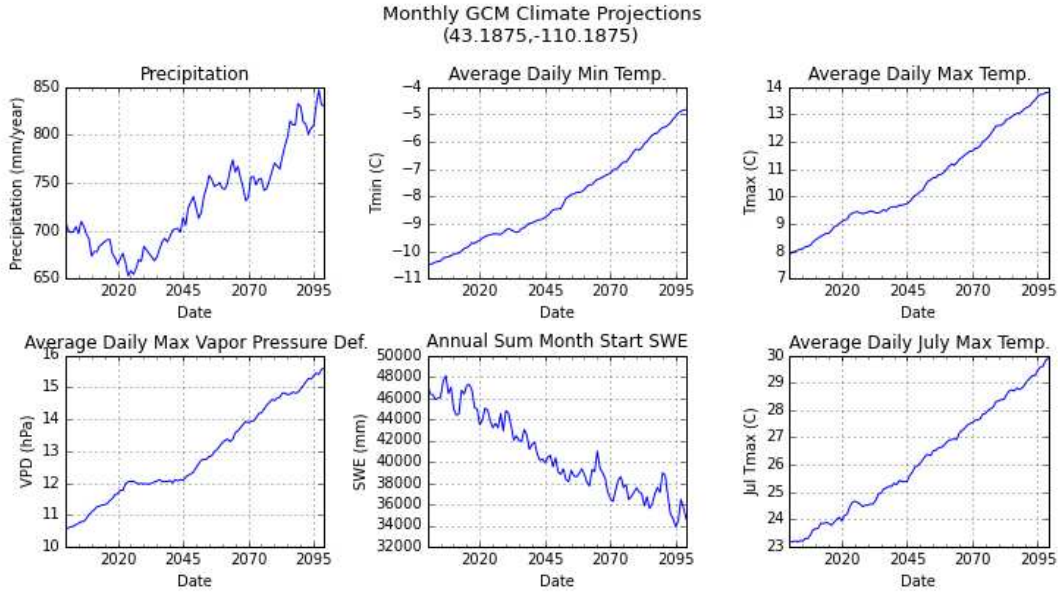 Monthly GCM Climate Projections
(43.1875,-110.1875)
Precipitation
Precipitation (mm/year)
850
800
750
700
650
2020 2045 2070 2095
Date
Average Daily Min Temp.
Tmin (C)
−4
−5
−6
−7
−8
−9
−10
−11
2020 2045 2070 2095
Date
Average Daily Max Temp.
Tmax (C)
14
13
12
11
10
9
8
7
2020 2045 2070 2095
Date
Average Daily Max Vapor Pressure Def.
VPD (hPa)
16
15
14
13
12
11
10
2020 2045 2070 2095
Date
Annual Sum Month Start SWE
SWE (mm)
50000
48000
46000
44000
42000
40000
38000
36000
34000
32000
2020 2045 2070 2095
Date
Average Daily July Max Temp.
Jul Tmax (C)
30
29
28
27
26
25
24
23
2020 2045 2070 2095
Date